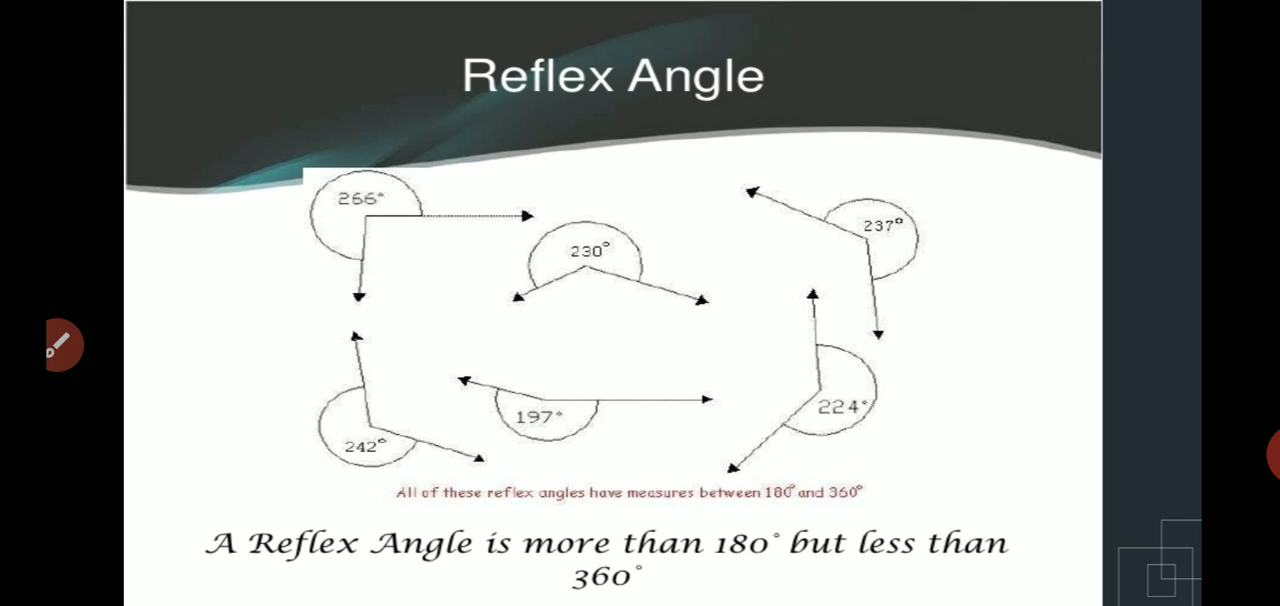 Reflex Angle
266°
230°
237°
242°
197°
224°
All of these reflex angles have measures between 180° and 360°
A Reflex Angle is more than 180° but less than
360°